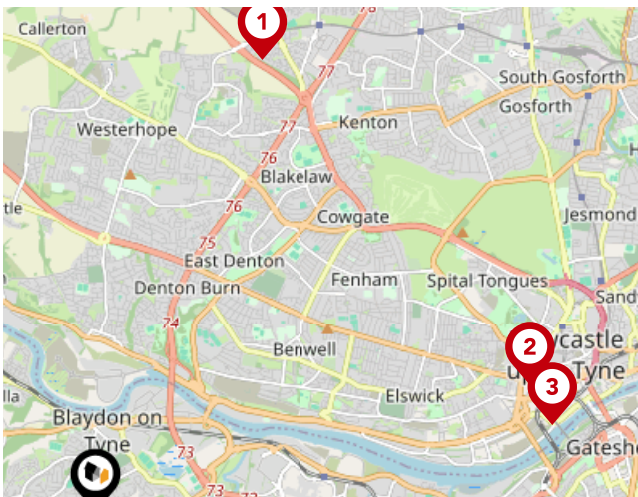 1
78
Callerton
77
South Gosforth
Gosforth
Westerhope
77
Kenton
76
Blakelaw
76
Cowgate
Jesmond
75
East Denton
Denton Burn
Fenham
Spital Tongues
Sand
74
Benwell
2
ycastle
u
Tyne
3
Elswick
Blaydon on
Tyne
73
73
Gatesh